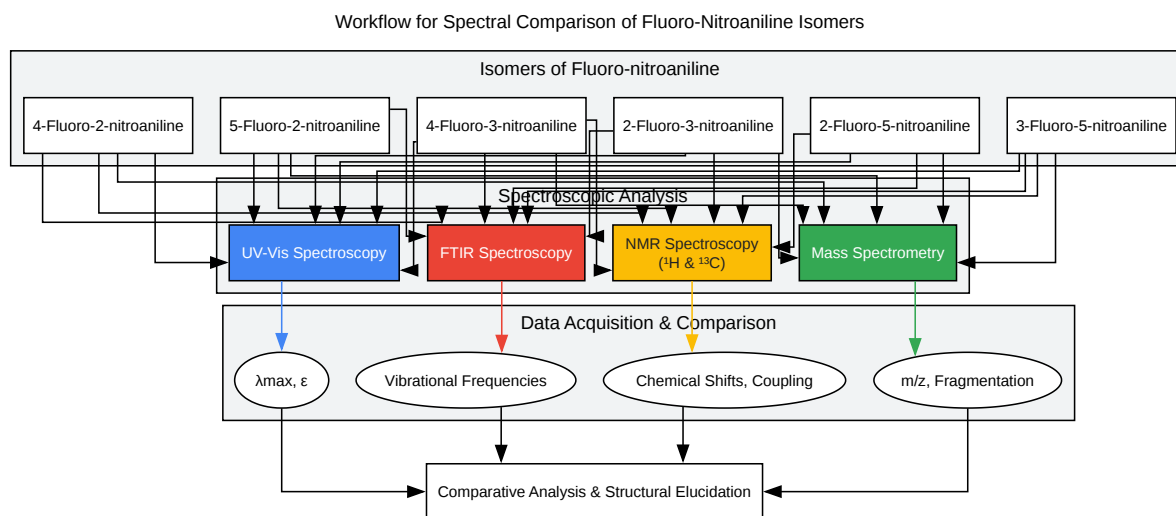 Workflow for Spectral Comparison of Fluoro-Nitroaniline Isomers
Isomers of Fluoro-nitroaniline
4-Fluoro-2-nitroaniline
5-Fluoro-2-nitroaniline
4-Fluoro-3-nitroaniline
2-Fluoro-3-nitroaniline
2-Fluoro-5-nitroaniline
3-Fluoro-5-nitroaniline
Spectroscopic Analysis
UV-Vis Spectroscopy
FTIR Spectroscopy
NMR Spectroscopy
(¹H & ¹³C)
Mass Spectrometry
Data Acquisition & Comparison
λmax, ε
Vibrational Frequencies
Chemical Shifts, Coupling
m/z, Fragmentation
Comparative Analysis & Structural Elucidation